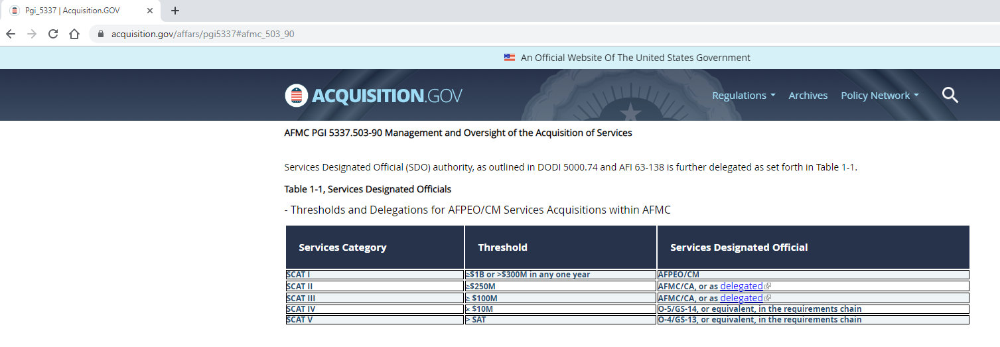 Pgi_5337 | Acquisition.GOV
acquisition.gov/affars/pgi5337#afmc_503_90
An Official Website Of The United States Government
ACQUISITION.GOV
Regulations
Archives
Policy Network
AFMC PGI 5337.503-90 Management and Oversight of the Acquisition of Services
Services Designated Official (SDO) authority, as outlined in DODI 5000.74 and AFI 63-138 is further delegated as set forth in Table 1-1.
Table 1-1, Services Designated Officials
- Thresholds and Delegations for AFPEO/CM Services Acquisitions within AFMC
Services Category Threshold Services Designated Official
SCAT I ≥$1B or >$300M in any one year AFPEO/CM
SCAT II ≥$250M AFMC/CA, or as delegated
SCAT III ≥ $100M AFMC/CA, or as delegated
SCAT IV ≥ $10M O-5/GS-14, or equivalent, in the requirements chain
SCAT V > SAT O-4/GS-13, or equivalent, in the requirements chain